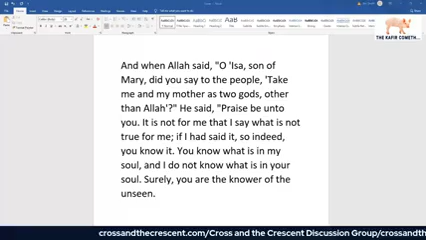 THE KAFIR COMETH...
And when Allah said, "O 'Isa, son of
Mary, did you say to the people, 'Take
me and my mother as two gods, other
than Allah'?" He said, "Praise be unto
you. It is not for me that I say what is not
true for me; if I had said it, so indeed,
you know it. You know what is in my
soul, and I do not know what is in your
soul. Surely, you are the knower of the
unseen.
crossandthecrescent.com/Cross and the Crescent Discussion Group/crossandth